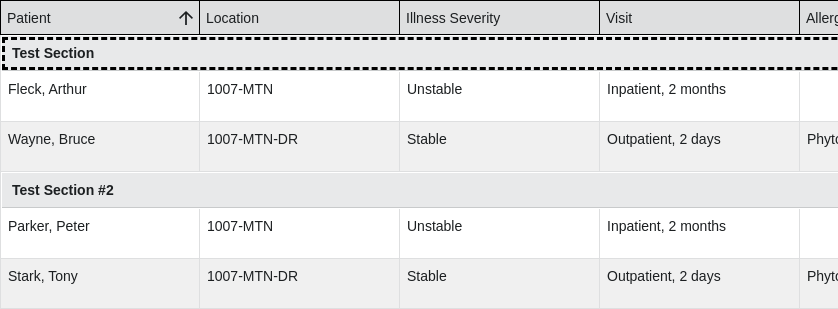 Patient Location Illness Severity Visit Allerg
Test Section
Fleck, Arthur 1007-MTN Unstable Inpatient, 2 months
Wayne, Bruce 1007-MTN-DR Stable Outpatient, 2 days Phyto
Test Section #2
Parker, Peter 1007-MTN Unstable Inpatient, 2 months
Stark, Tony 1007-MTN-DR Stable Outpatient, 2 days Phyto